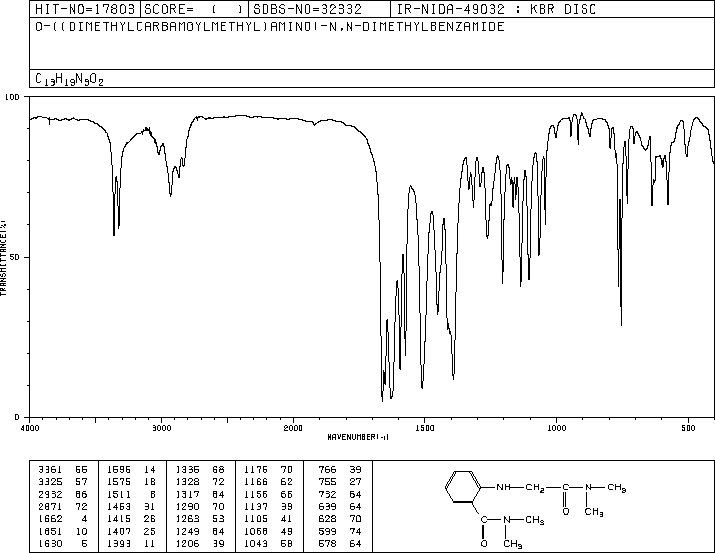 HIT-NO=17803 SCORE= ( ) SDBS-NO=32332 IR-NIDA-49032 : KBR DISC
O-((DIMETHYLCARBAMOYLMETHYL)AMINO)-N,N-DIMETHYLBENZAMIDE
C13H19N3O2
100
50
0
TRANSMITTANCE(%)
4000 3000 2000 1500 1000 500
WAVENUMBER(-1)
3361 55 1596 14 1336 68 1176 70 766 39
3325 57 1575 18 1328 72 1166 62 755 27
2932 66 1511 8 1317 64 1156 66 732 64
2871 72 1453 31 1290 70 1137 39 639 64
1662 4 1415 26 1263 53 1105 41 628 70
1651 10 1407 25 1249 64 1068 49 599 74
1630 5 1393 11 1206 39 1043 58 578 64
NH CH2 C N CH3
O CH3
C N CH3
O CH3